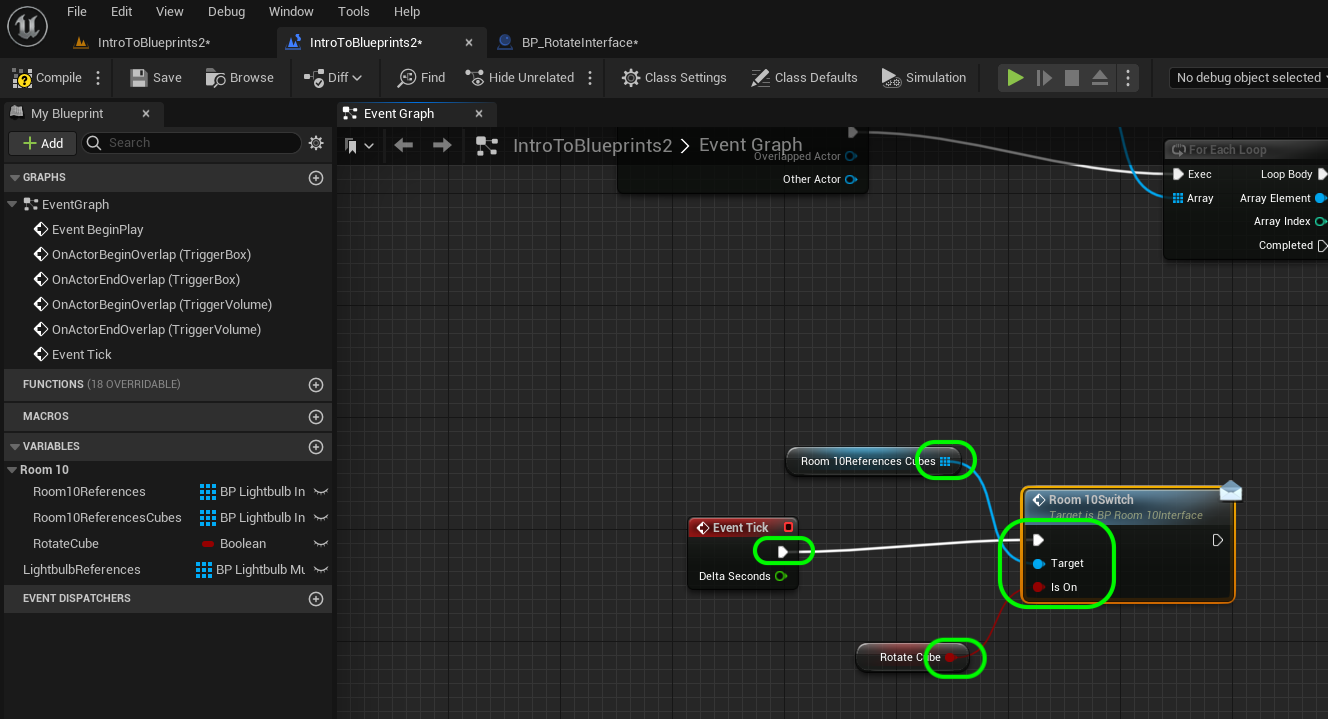 File Edit View Debug Window Tools Help
IntroToBlueprints2* IntroToBlueprints2* BP_RotateInterface*
Compile Save Browse Diff Find Hide Unrelated Class Settings Class Defaults Simulation No debug object selected
My Blueprint Event Graph
Add Search
IntroToBlueprints2 > Event Graph
Overlapped Actor
Other Actor
For Each Loop
Exec Loop Body
Array Array Element
Array Index
Completed
GRAPHS
EventGraph
Event BeginPlay
OnActorBeginOverlap (TriggerBox)
OnActorEndOverlap (TriggerBox)
OnActorBeginOverlap (TriggerVolume)
OnActorEndOverlap (TriggerVolume)
Event Tick
FUNCTIONS (18 OVERRIDABLE)
MACROS
VARIABLES
Room 10
Room10References BP Lightbulb In
Room10ReferencesCubes BP Lightbulb In
RotateCube Boolean
LightbulbReferences BP Lightbulb Mu
EVENT DISPATCHERS
Room 10References Cubes
Event Tick
Delta Seconds
Room 10Switch
Target is BP Room 10Interface
Target
Is On
Rotate Cube